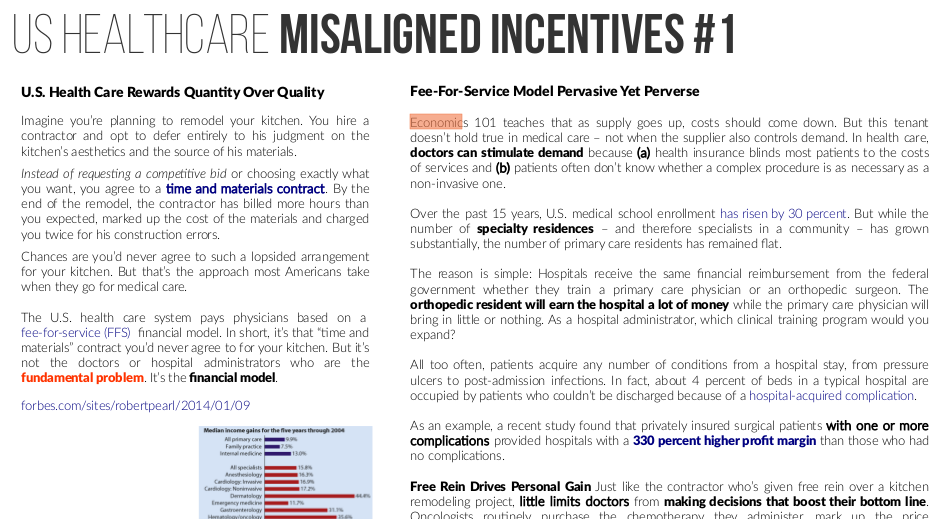 US HEALTHCARE MISALIGNED INCENTIVES #1
U.S. Health Care Rewards Quantity Over Quality
Imagine you're planning to remodel your kitchen. You hire a
contractor and opt to defer entirely to his judgment on the
kitchen's aesthetics and the source of his materials.
Instead of requesting a competitive bid or choosing exactly what
you want, you agree to a time and materials contract. By the
end of the remodel, the contractor has billed more hours than
you expected, marked up the cost of the materials and charged
you twice for his construction errors.
Chances are you'd never agree to such a lopsided arrangement
for your kitchen. But that's the approach most Americans take
when they go for medical care.
The U.S. health care system pays physicians based on a
fee-for-service (FFS) financial model. In short, it's that "time and
materials" contract you'd never agree to for your kitchen. But it's
not the doctors or hospital administrators who are the
fundamental problem. It's the financial model.
forbes.com/sites/robertpearl/2014/01/09
Median income gains for the five years through 2004
All primary care 9.9%
Family practice 7.5%
Internal medicine 13.0%
All specialists 15.8%
Anesthesiology 16.3%
Cardiology: Invasive 16.9%
Cardiology: Noninvasive 17.2%
Dermatology 44.8%
Emergency medicine 11.7%
Gastroenterology 31.1%
Hematology/oncology 35.6%
Fee-For-Service Model Pervasive Yet Perverse
Economics 101 teaches that as supply goes up, costs should come down. But this tenant
doesn't hold true in medical care – not when the supplier also controls demand. In health care,
doctors can stimulate demand because (a) health insurance blinds most patients to the costs
of services and (b) patients often don't know whether a complex procedure is as necessary as a
non-invasive one.
Over the past 15 years, U.S. medical school enrollment has risen by 30 percent. But while the
number of specialty residences – and therefore specialists in a community – has grown
substantially, the number of primary care residents has remained flat.
The reason is simple: Hospitals receive the same financial reimbursement from the federal
government whether they train a primary care physician or an orthopedic surgeon. The
orthopedic resident will earn the hospital a lot of money while the primary care physician will
bring in little or nothing. As a hospital administrator, which clinical training program would you
expand?
All too often, patients acquire any number of conditions from a hospital stay, from pressure
ulcers to post-admission infections. In fact, about 4 percent of beds in a typical hospital are
occupied by patients who couldn't be discharged because of a hospital-acquired complication.
As an example, a recent study found that privately insured surgical patients with one or more
complications provided hospitals with a 330 percent higher profit margin than those who had
no complications.
Free Rein Drives Personal Gain Just like the contractor who's given free rein over a kitchen
remodeling project, little limits doctors from making decisions that boost their bottom line.
Oncologists routinely purchase the chemotherapy they administer, mark up the price